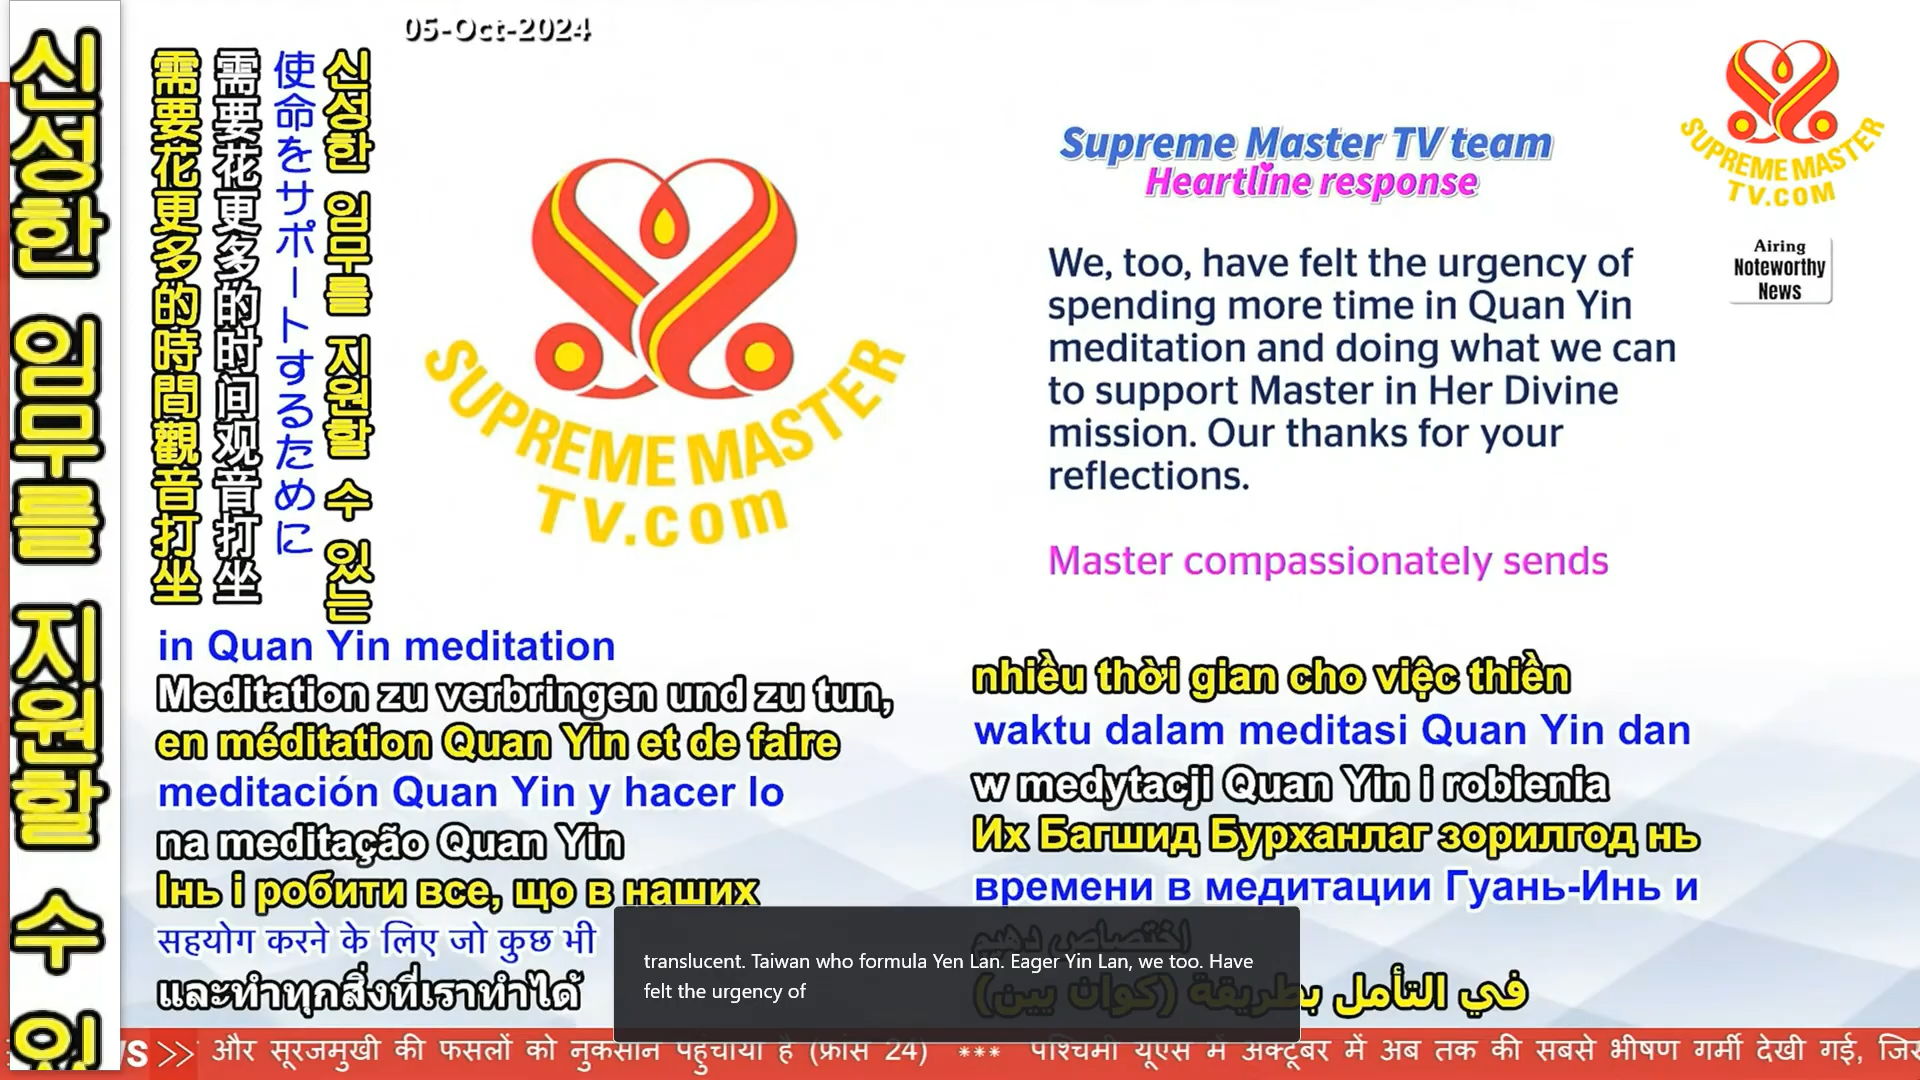 05-Oct-2024
신성한 임무를 지원할 수
需要花更多的時間觀音打坐
需要花更多的时间观音打坐
使命をサポートするために
신성한 임무를 지원할 수 있는
SUPREME MASTER
TV.com
Supreme Master TV team
Heartline response
We, too, have felt the urgency of
spending more time in Quan Yin
meditation and doing what we can
to support Master in Her Divine
mission. Our thanks for your
reflections.
Master compassionately sends
SUPREME MASTER
TV.COM
Airing
Noteworthy
News
in Quan Yin meditation
Meditation zu verbringen und zu tun,
en méditation Quan Yin et de faire
meditación Quan Yin y hacer lo
na meditação Quan Yin
Інь і робити все, що в наших
सहयोग करने के लिए जो कुछ भी
และทำทุกสิ่งที่เราทำได้
nhiều thời gian cho việc thiền
waktu dalam meditasi Quan Yin dan
w medytacji Quan Yin i robienia
Их Багшид Бурханлаг зорилгод нь
времени в медитации Гуань-Инь и
في التأمل بطريقة (كوان يين)
translucent. Taiwan who formula Yen Lan. Eager Yin Lan, we too. Have
felt the urgency of
और सूरजमुखी की फसलों को नुकसान पहुंचाया है (फ्रांस 24) *** पश्चिमी यूएस में अक्टूबर में अब तक की सबसे भीषण गर्मी देखी गई,